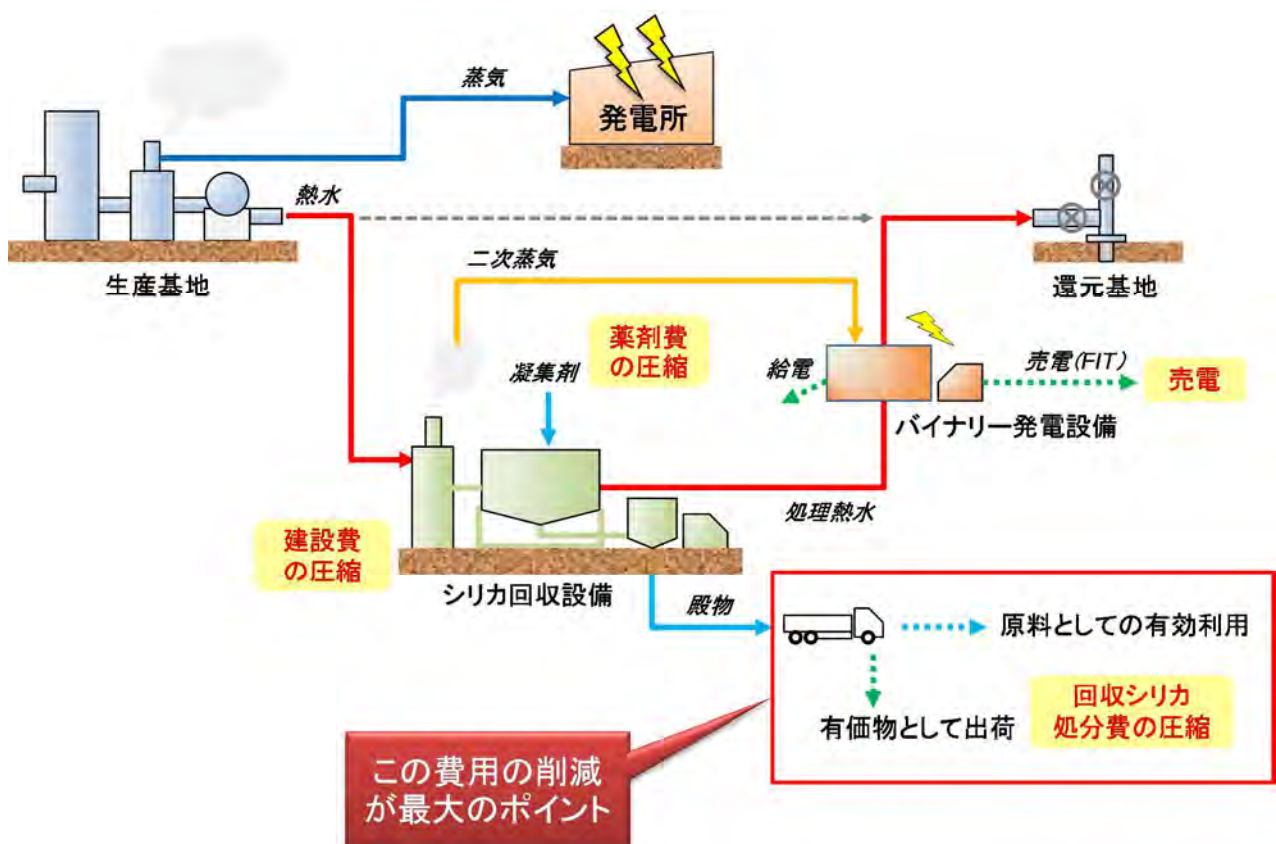 蒸気
発電所
熱水
生産基地
還元基地
二次蒸気
薬剤費
の圧縮
凝集剤
給電
売電(FIT)
売電
バイナリー発電設備
処理熱水
建設費
の圧縮
シリカ回収設備
殿物
原料としての有効利用
有価物として出荷
回収シリカ
処分費の圧縮
この費用の削減
が最大のポイント